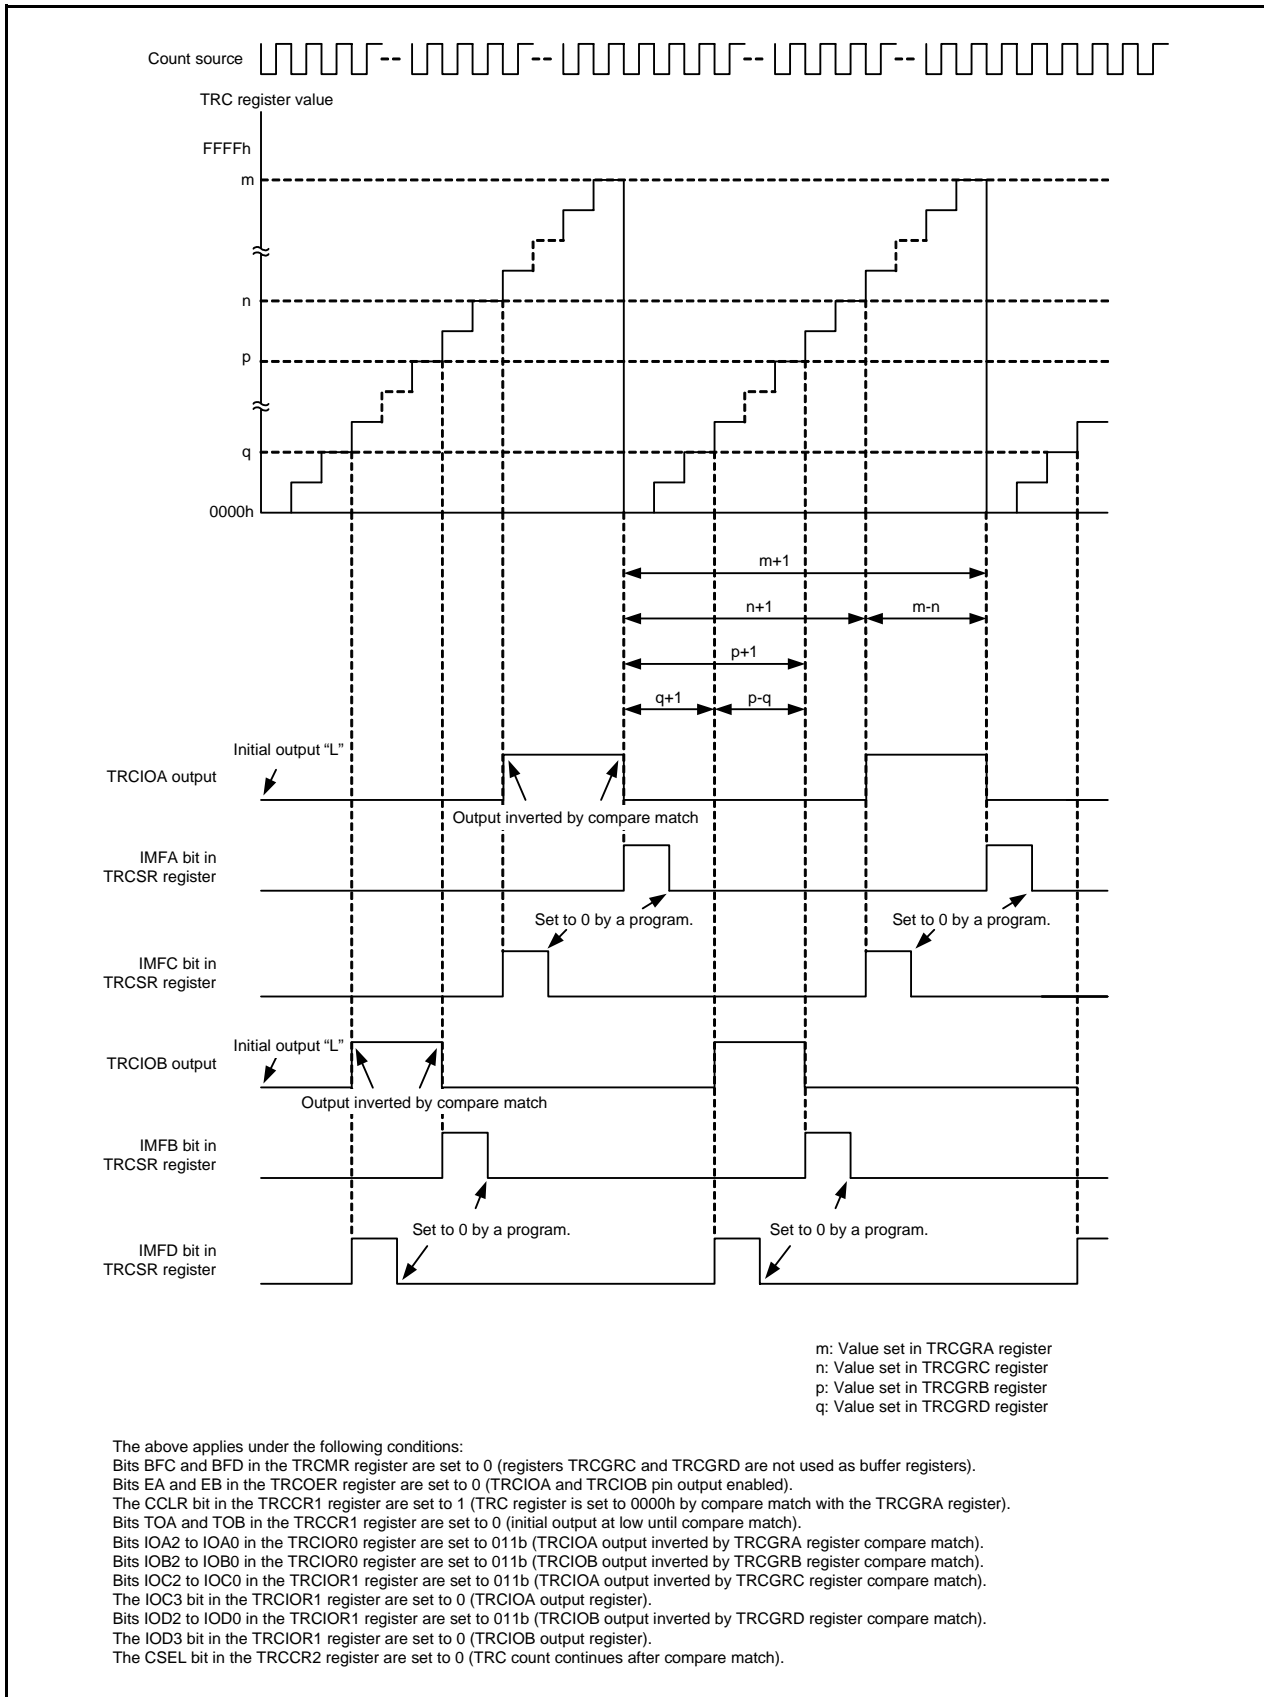 Count source
TRC register value
FFFFh
m
n
p
q
0000h
m+1
n+1
m-n
p+1
q+1
p-q
Initial output “L”
TRCIOA output
Output inverted by compare match
IMFA bit in
TRCSR register
Set to 0 by a program.
Set to 0 by a program.
IMFC bit in
TRCSR register
Initial output “L”
TRCIOB output
Output inverted by compare match
IMFB bit in
TRCSR register
Set to 0 by a program.
Set to 0 by a program.
IMFD bit in
TRCSR register
m: Value set in TRCGRA register
n: Value set in TRCGRC register
p: Value set in TRCGRB register
q: Value set in TRCGRD register
The above applies under the following conditions:
Bits BFC and BFD in the TRCMR register are set to 0 (registers TRCGRC and TRCGRD are not used as buffer registers).
Bits EA and EB in the TRCOER register are set to 0 (TRCIOA and TRCIOB pin output enabled).
The CCLR bit in the TRCCR1 register are set to 1 (TRC register is set to 0000h by compare match with the TRCGRA register).
Bits TOA and TOB in the TRCCR1 register are set to 0 (initial output at low until compare match).
Bits IOA2 to IOA0 in the TRCIOR0 register are set to 011b (TRCIOA output inverted by TRCGRA register compare match).
Bits IOB2 to IOB0 in the TRCIOR0 register are set to 011b (TRCIOB output inverted by TRCGRB register compare match).
Bits IOC2 to IOC0 in the TRCIOR1 register are set to 011b (TRCIOA output inverted by TRCGRC register compare match).
The IOC3 bit in the TRCIOR1 register are set to 0 (TRCIOA output register).
Bits IOD2 to IOD0 in the TRCIOR1 register are set to 011b (TRCIOB output inverted by TRCGRD register compare match).
The IOD3 bit in the TRCIOR1 register are set to 0 (TRCIOB output register).
The CSEL bit in the TRCCR2 register are set to 0 (TRC count continues after compare match).